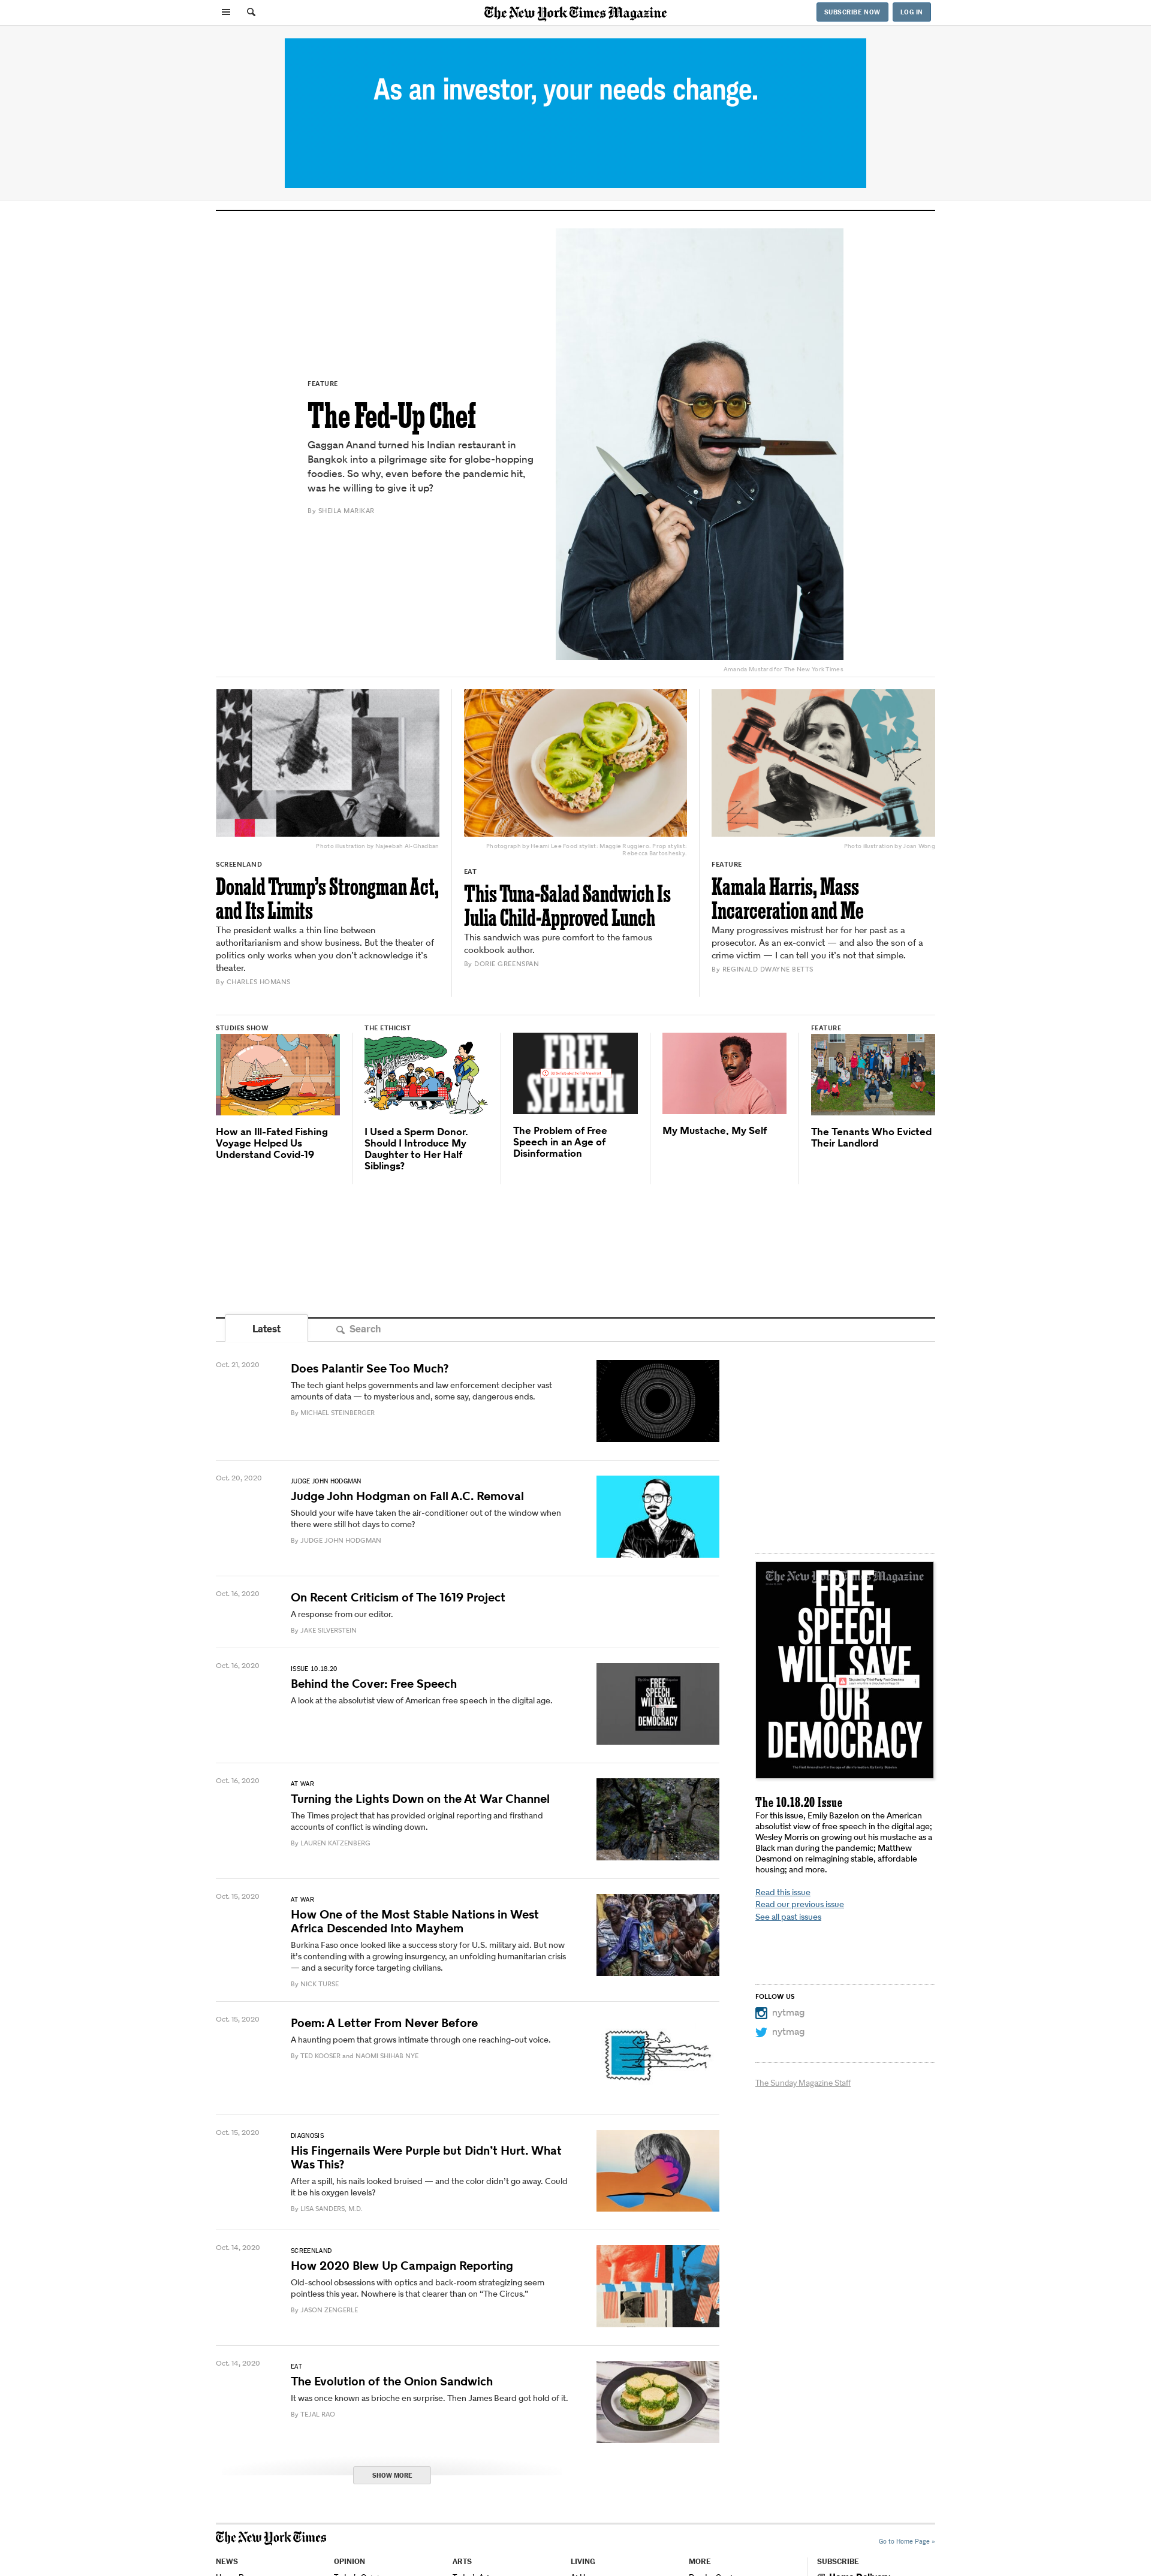 The New York Times Magazine
SUBSCRIBE NOW
LOG IN
As an investor, your needs change.
FEATURE
The Fed-Up Chef
Gaggan Anand turned his Indian restaurant in
Bangkok into a pilgrimage site for globe-hopping
foodies. So why, even before the pandemic hit,
was he willing to give it up?
By SHEILA MARIKAR
Amanda Mustard for The New York Times
Photo illustration by Najeebah Al-Ghadban
SCREENLAND
Donald Trump’s Strongman Act,
and Its Limits
The president walks a thin line between
authoritarianism and show business. But the theater of
politics only works when you don’t acknowledge it’s
theater.
By CHARLES HOMANS
Photograph by Heami Lee Food stylist: Maggie Ruggiero. Prop stylist:
Rebecca Bartoshesky.
EAT
This Tuna-Salad Sandwich Is
Julia Child-Approved Lunch
This sandwich was pure comfort to the famous
cookbook author.
By DORIE GREENSPAN
Photo illustration by Joan Wong
FEATURE
Kamala Harris, Mass
Incarceration and Me
Many progressives mistrust her for her past as a
prosecutor. As an ex-convict — and also the son of a
crime victim — I can tell you it’s not that simple.
By REGINALD DWAYNE BETTS
STUDIES SHOW
How an Ill-Fated Fishing
Voyage Helped Us
Understand Covid-19
THE ETHICIST
I Used a Sperm Donor.
Should I Introduce My
Daughter to Her Half
Siblings?
FREE
SPEECH
The Problem of Free
Speech in an Age of
Disinformation
My Mustache, My Self
FEATURE
The Tenants Who Evicted
Their Landlord
Latest
Search
Oct. 21, 2020
Does Palantir See Too Much?
The tech giant helps governments and law enforcement decipher vast
amounts of data — to mysterious and, some say, dangerous ends.
By MICHAEL STEINBERGER
Oct. 20, 2020
JUDGE JOHN HODGMAN
Judge John Hodgman on Fall A.C. Removal
Should your wife have taken the air-conditioner out of the window when
there were still hot days to come?
By JUDGE JOHN HODGMAN
Oct. 16, 2020
On Recent Criticism of The 1619 Project
A response from our editor.
By JAKE SILVERSTEIN
Oct. 16, 2020
ISSUE 10.18.20
Behind the Cover: Free Speech
A look at the absolutist view of American free speech in the digital age.
FREE
SPEECH
WILL SAVE
OUR
DEMOCRACY
Oct. 16, 2020
AT WAR
Turning the Lights Down on the At War Channel
The Times project that has provided original reporting and firsthand
accounts of conflict is winding down.
By LAUREN KATZENBERG
Oct. 15, 2020
AT WAR
How One of the Most Stable Nations in West
Africa Descended Into Mayhem
Burkina Faso once looked like a success story for U.S. military aid. But now
it’s contending with a growing insurgency, an unfolding humanitarian crisis
— and a security force targeting civilians.
By NICK TURSE
Oct. 15, 2020
Poem: A Letter From Never Before
A haunting poem that grows intimate through one reaching-out voice.
By TED KOOSER and NAOMI SHIHAB NYE
Oct. 15, 2020
DIAGNOSIS
His Fingernails Were Purple but Didn’t Hurt. What
Was This?
After a spill, his nails looked bruised — and the color didn’t go away. Could
it be his oxygen levels?
By LISA SANDERS, M.D.
Oct. 14, 2020
SCREENLAND
How 2020 Blew Up Campaign Reporting
Old-school obsessions with optics and back-room strategizing seem
pointless this year. Nowhere is that clearer than on “The Circus.”
By JASON ZENGERLE
Oct. 14, 2020
EAT
The Evolution of the Onion Sandwich
It was once known as brioche en surprise. Then James Beard got hold of it.
By TEJAL RAO
SHOW MORE
The New York Times Magazine
FREE
SPEECH
WILL SAVE
OUR
DEMOCRACY
The 10.18.20 Issue
For this issue, Emily Bazelon on the American
absolutist view of free speech in the digital age;
Wesley Morris on growing out his mustache as a
Black man during the pandemic; Matthew
Desmond on reimagining stable, affordable
housing; and more.
Read this issue
Read our previous issue
See all past issues
FOLLOW US
nytmag
nytmag
The Sunday Magazine Staff
The New York Times
Go to Home Page »
NEWS
OPINION
ARTS
LIVING
MORE
SUBSCRIBE